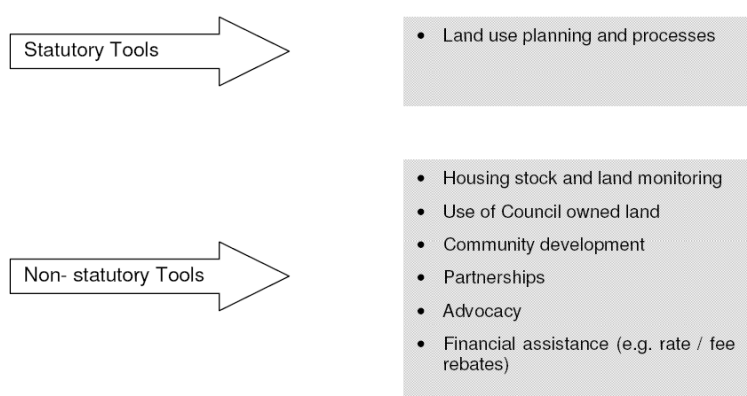 Statutory Tools
• Land use planning and processes
Non- statutory Tools
• Housing stock and land monitoring
• Use of Council owned land
• Community development
• Partnerships
• Advocacy
• Financial assistance (e.g. rate / fee
rebates)